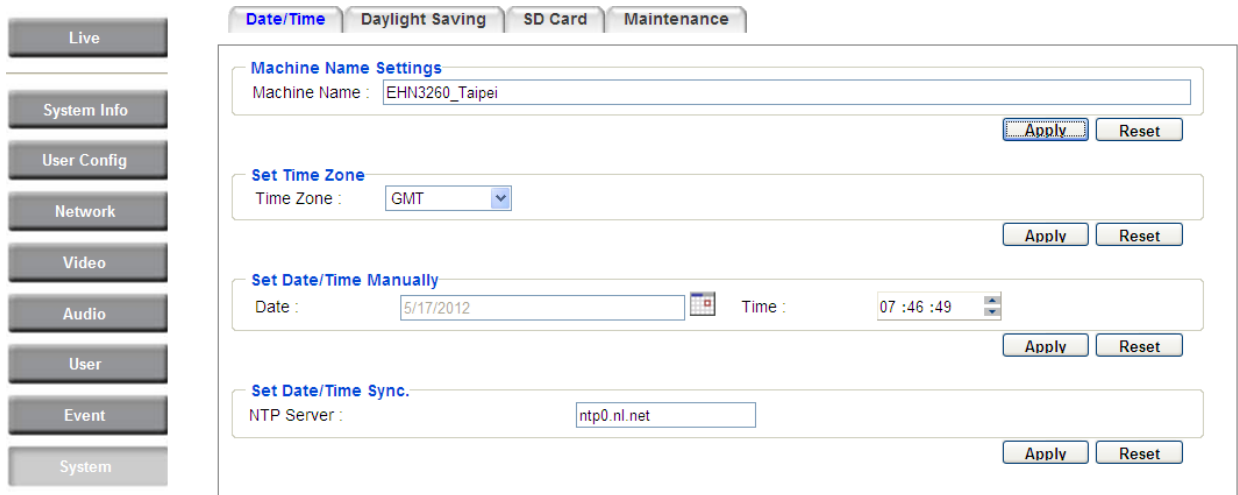 Live
System Info
User Config
Network
Video
Audio
User
Event
System
Date/Time Daylight Saving SD Card Maintenance
Machine Name Settings
Machine Name : EHN3260_Taipei
Apply Reset
Set Time Zone
Time Zone : GMT
Apply Reset
Set Date/Time Manually
Date : 5/17/2012 Time : 07 :46 :49
Apply Reset
Set Date/Time Sync.
NTP Server : ntp0.nl.net
Apply Reset